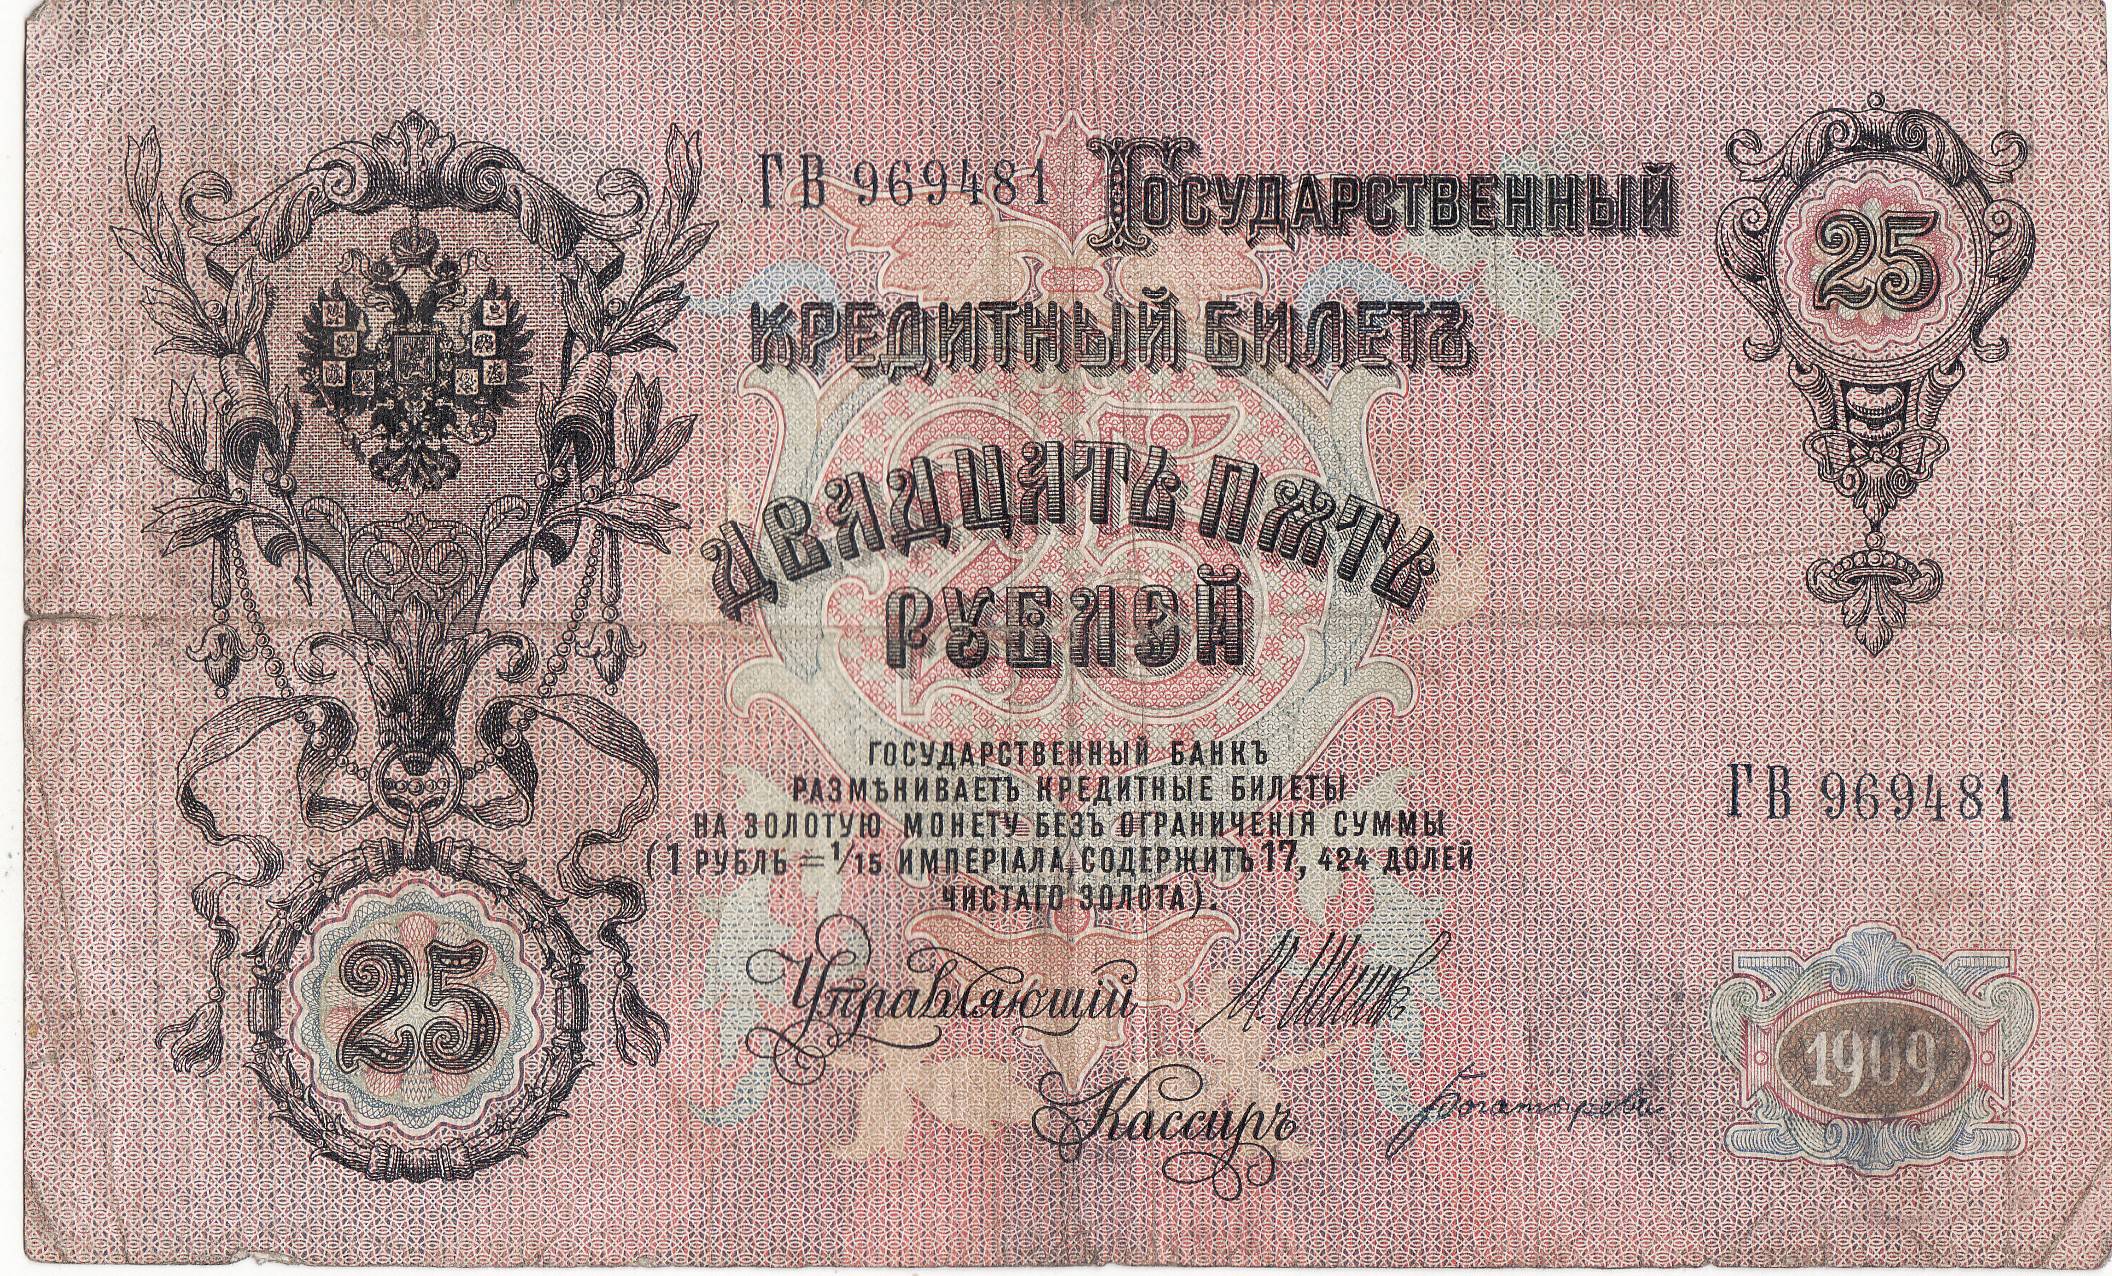 ГВ 969481
ГОСУДАРСТВЕННЫЙ
25
КРЕДИТНЫЙ БИЛЕТЪ
25
ДВАДЦАТЬ ПЯТЬ
РУБЛЕЙ
ГОСУДАРСТВЕННЫЙ БАНКЪ
РАЗМѢНИВАЕТЪ КРЕДИТНЫЕ БИЛЕТЫ
НА ЗОЛОТУЮ МОНЕТУ БЕЗЪ ОГРАНИЧЕНІЯ СУММЫ
(1 РУБЛЬ = 1/15 ИМПЕРІАЛА, СОДЕРЖИТЪ 17, 424 ДОЛЕЙ
ЧИСТАГО ЗОЛОТА).
ГВ 969481
25
Управляющій
Кассиръ
1909